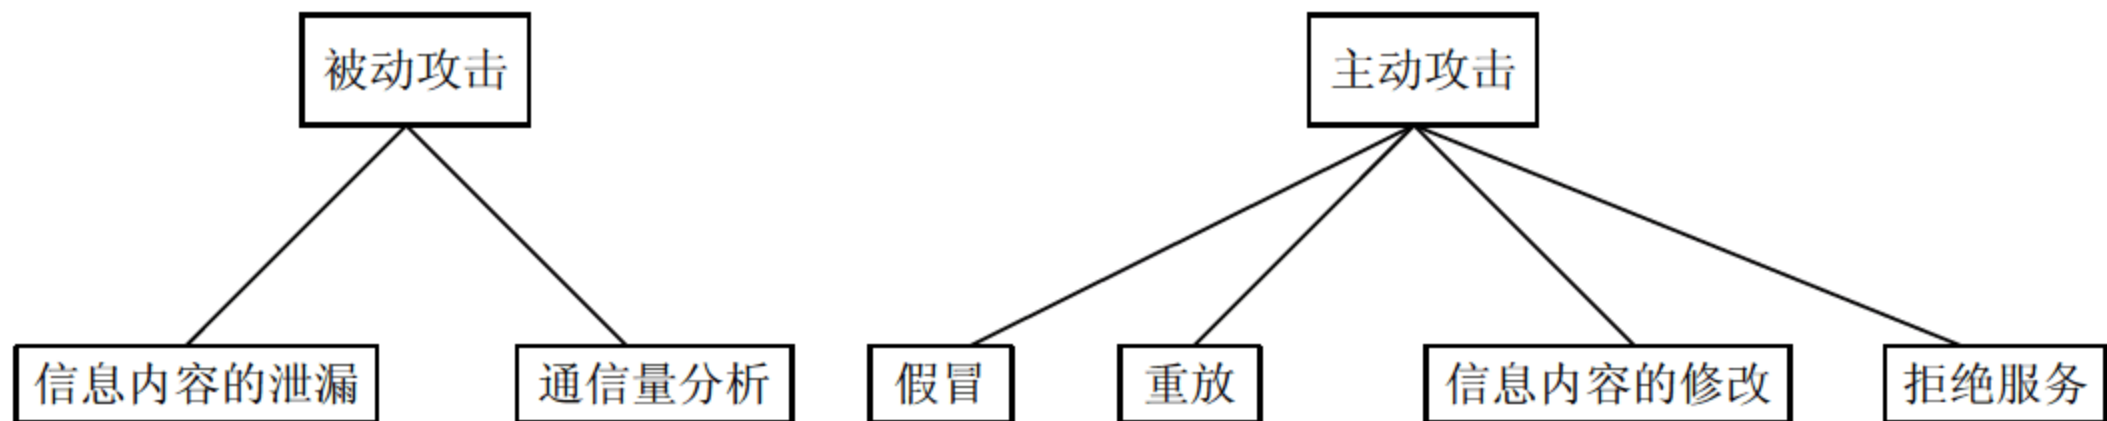 被动攻击
主动攻击
信息内容的泄漏
通信量分析
假冒
重放
信息内容的修改
拒绝服务